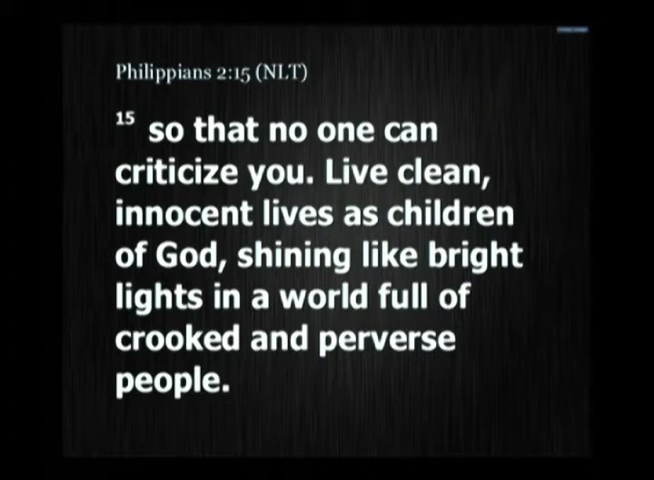 Philippians 2:15 (NLT)
15 so that no one can
criticize you. Live clean,
innocent lives as children
of God, shining like bright
lights in a world full of
crooked and perverse
people.